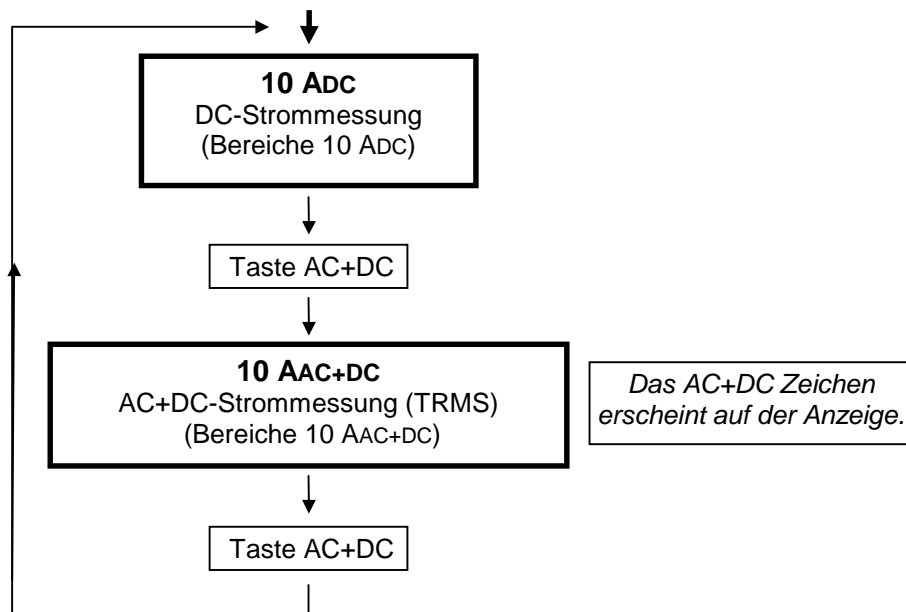 10 ADC
DC-Strommessung
(Bereiche 10 ADC)
Taste AC+DC
10 AAC+DC
AC+DC-Strommessung (TRMS)
(Bereiche 10 AAC+DC)
Das AC+DC Zeichen
erscheint auf der Anzeige.
Taste AC+DC